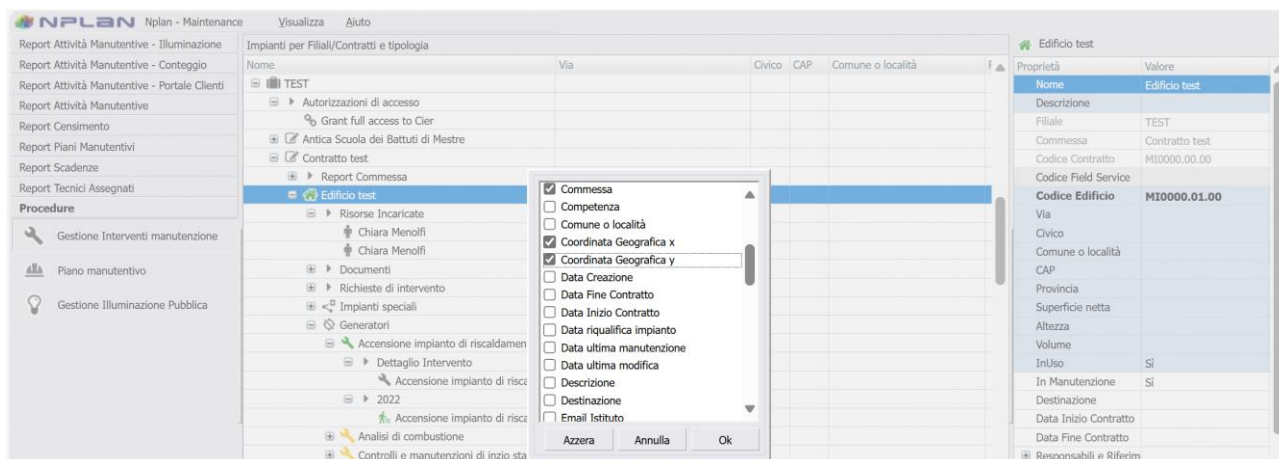 NPLAN Nplan - Maintenance Visualizza Aiuto
Report Attività Manutentive - Illuminazione
Report Attività Manutentive - Conteggio
Report Attività Manutentive - Portale Clienti
Report Attività Manutentive
Report Censimento
Report Piani Manutentivi
Report Scadenze
Report Tecnici Assegnati
Procedure
Gestione Interventi manutenzione
Piano manutentivo
Gestione Illuminazione Pubblica
Impianti per Filiali/Contratti e tipologia
Nome Via Civico CAP Comune o località
TEST
Autorizzazioni di accesso
Grant full access to Cier
Antica Scuola dei Battuti di Mestre
Contratto test
Report Commessa
Edificio test
Risorse Incaricate
Chiara Menolfi
Chiara Menolfi
Documenti
Richieste di intervento
Impianti speciali
Generatori
Accensione impianto di riscaldamen
Dettaglio Intervento
Accensione impianto di risca
2022
Accensione impianto di risca
Analisi di combustione
Controlli e manutenzioni di inzio sta
Commessa
Competenza
Comune o località
Coordinata Geografica x
Coordinata Geografica y
Data Creazione
Data Fine Contratto
Data Inizio Contratto
Data riqualifica impianto
Data ultima manutenzione
Data ultima modifica
Descrizione
Destinazione
Email Istituto
Azzera Annulla Ok
Edificio test
Proprietà Valore
Nome Edificio test
Descrizione
Filiale TEST
Commessa Contratto test
Codice Contratto MI0000.00.00
Codice Field Service
Codice Edificio MI0000.01.00
Via
Civico
Comune o località
CAP
Provincia
Superficie netta
Altezza
Volume
InUso Sì
In Manutenzione Sì
Destinazione
Data Inizio Contratto
Data Fine Contratto
Responsabili e Riferim